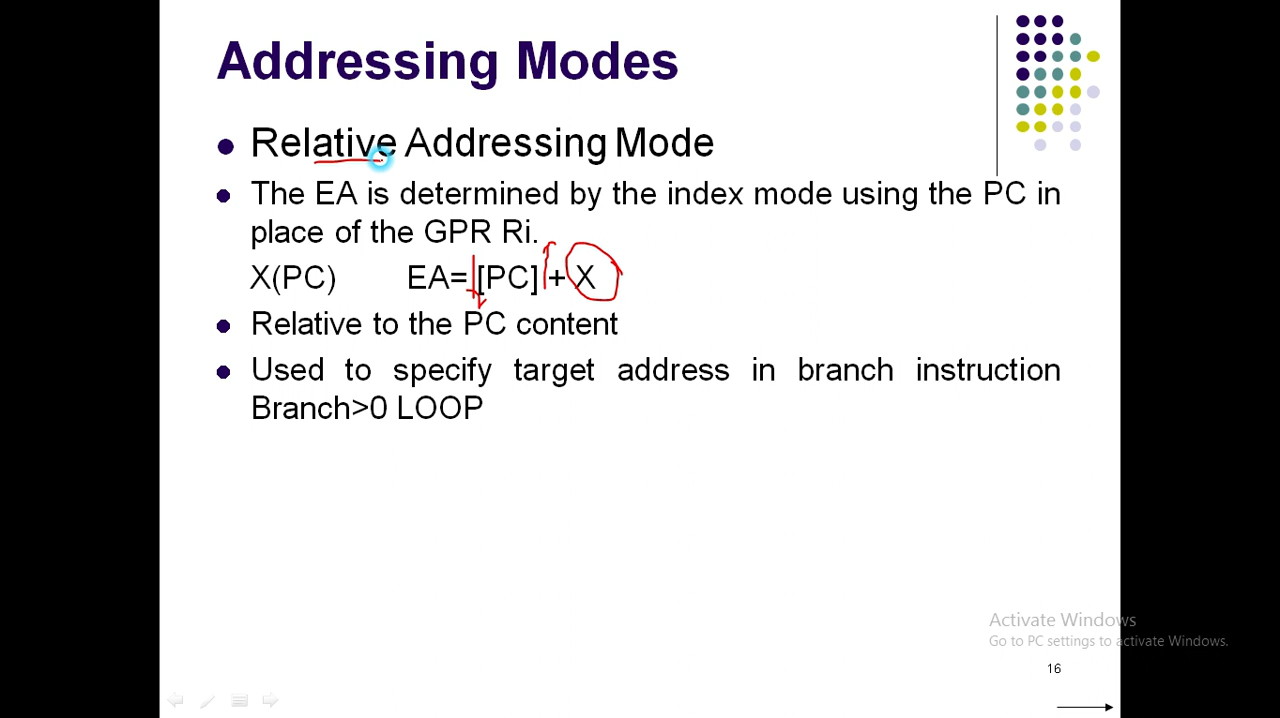 Addressing Modes
Relative Addressing Mode
The EA is determined by the index mode using the PC in
place of the GPR Ri.
X(PC) EA= [PC] + X
Relative to the PC content
Used to specify target address in branch instruction
Branch>0 LOOP
Activate Windows
Go to PC settings to activate Windows.
16